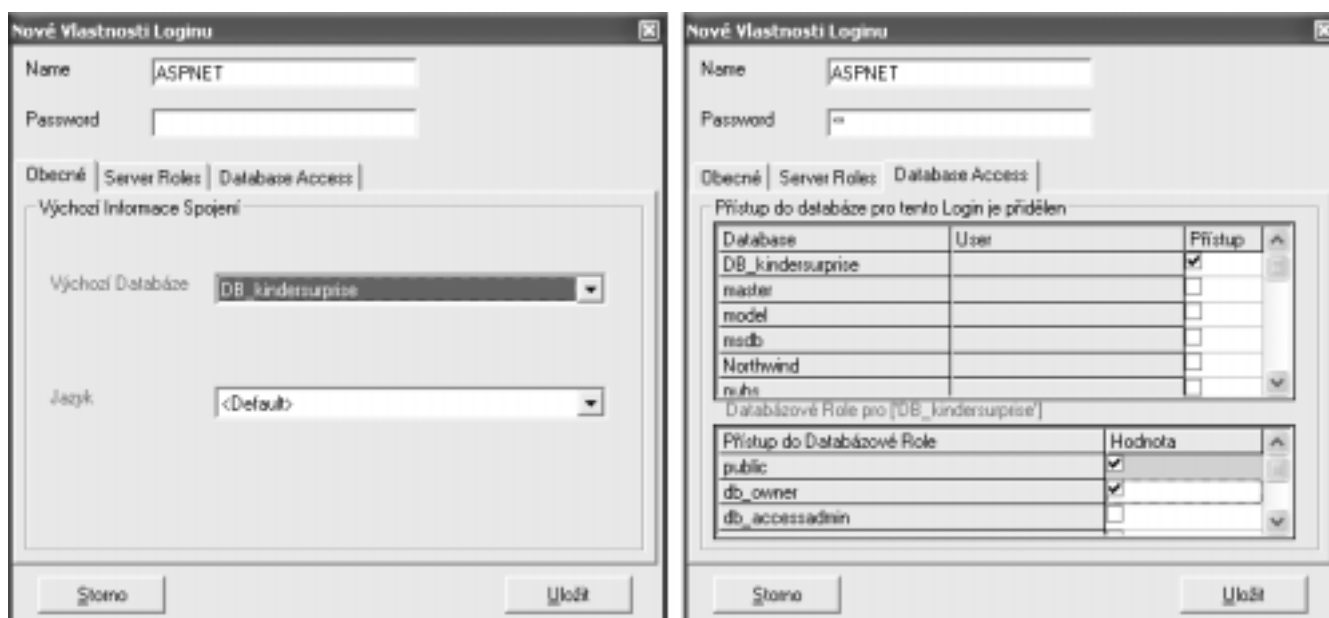 Nové Vlastnosti Loginu
Name ASPNET
Password
Obecné Server Roles Database Access
Výchozí Informace Spojení
Výchozí Databáze DB_kindersurprise
Jazyk <Default>
Storno Uložit
Nové Vlastnosti Loginu
Name ASPNET
Password **
Obecné Server Roles Database Access
Přístup do databáze pro tento Login je přidělen
Database User Přístup
DB_kindersurprise
master
model
msdb
Northwind
pubs
Databázové Role pro ['DB_kindersurprise']
Přístup do Databázové Role Hodnota
public
db_owner
db_accessadmin
Storno Uložit